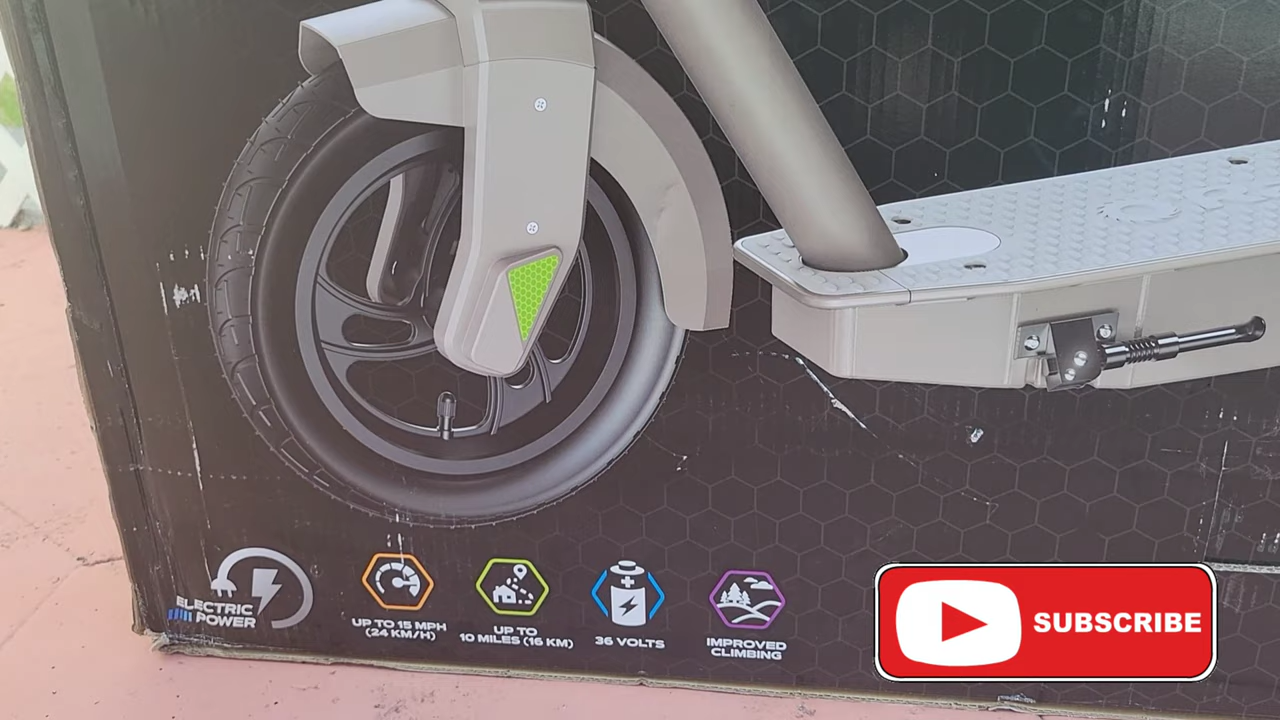 ELECTRIC
POWER
UP TO 15 MPH
(24 KM/H)
UP TO
10 MILES (16 KM)
36 VOLTS
IMPROVED
CLIMBING
SUBSCRIBE